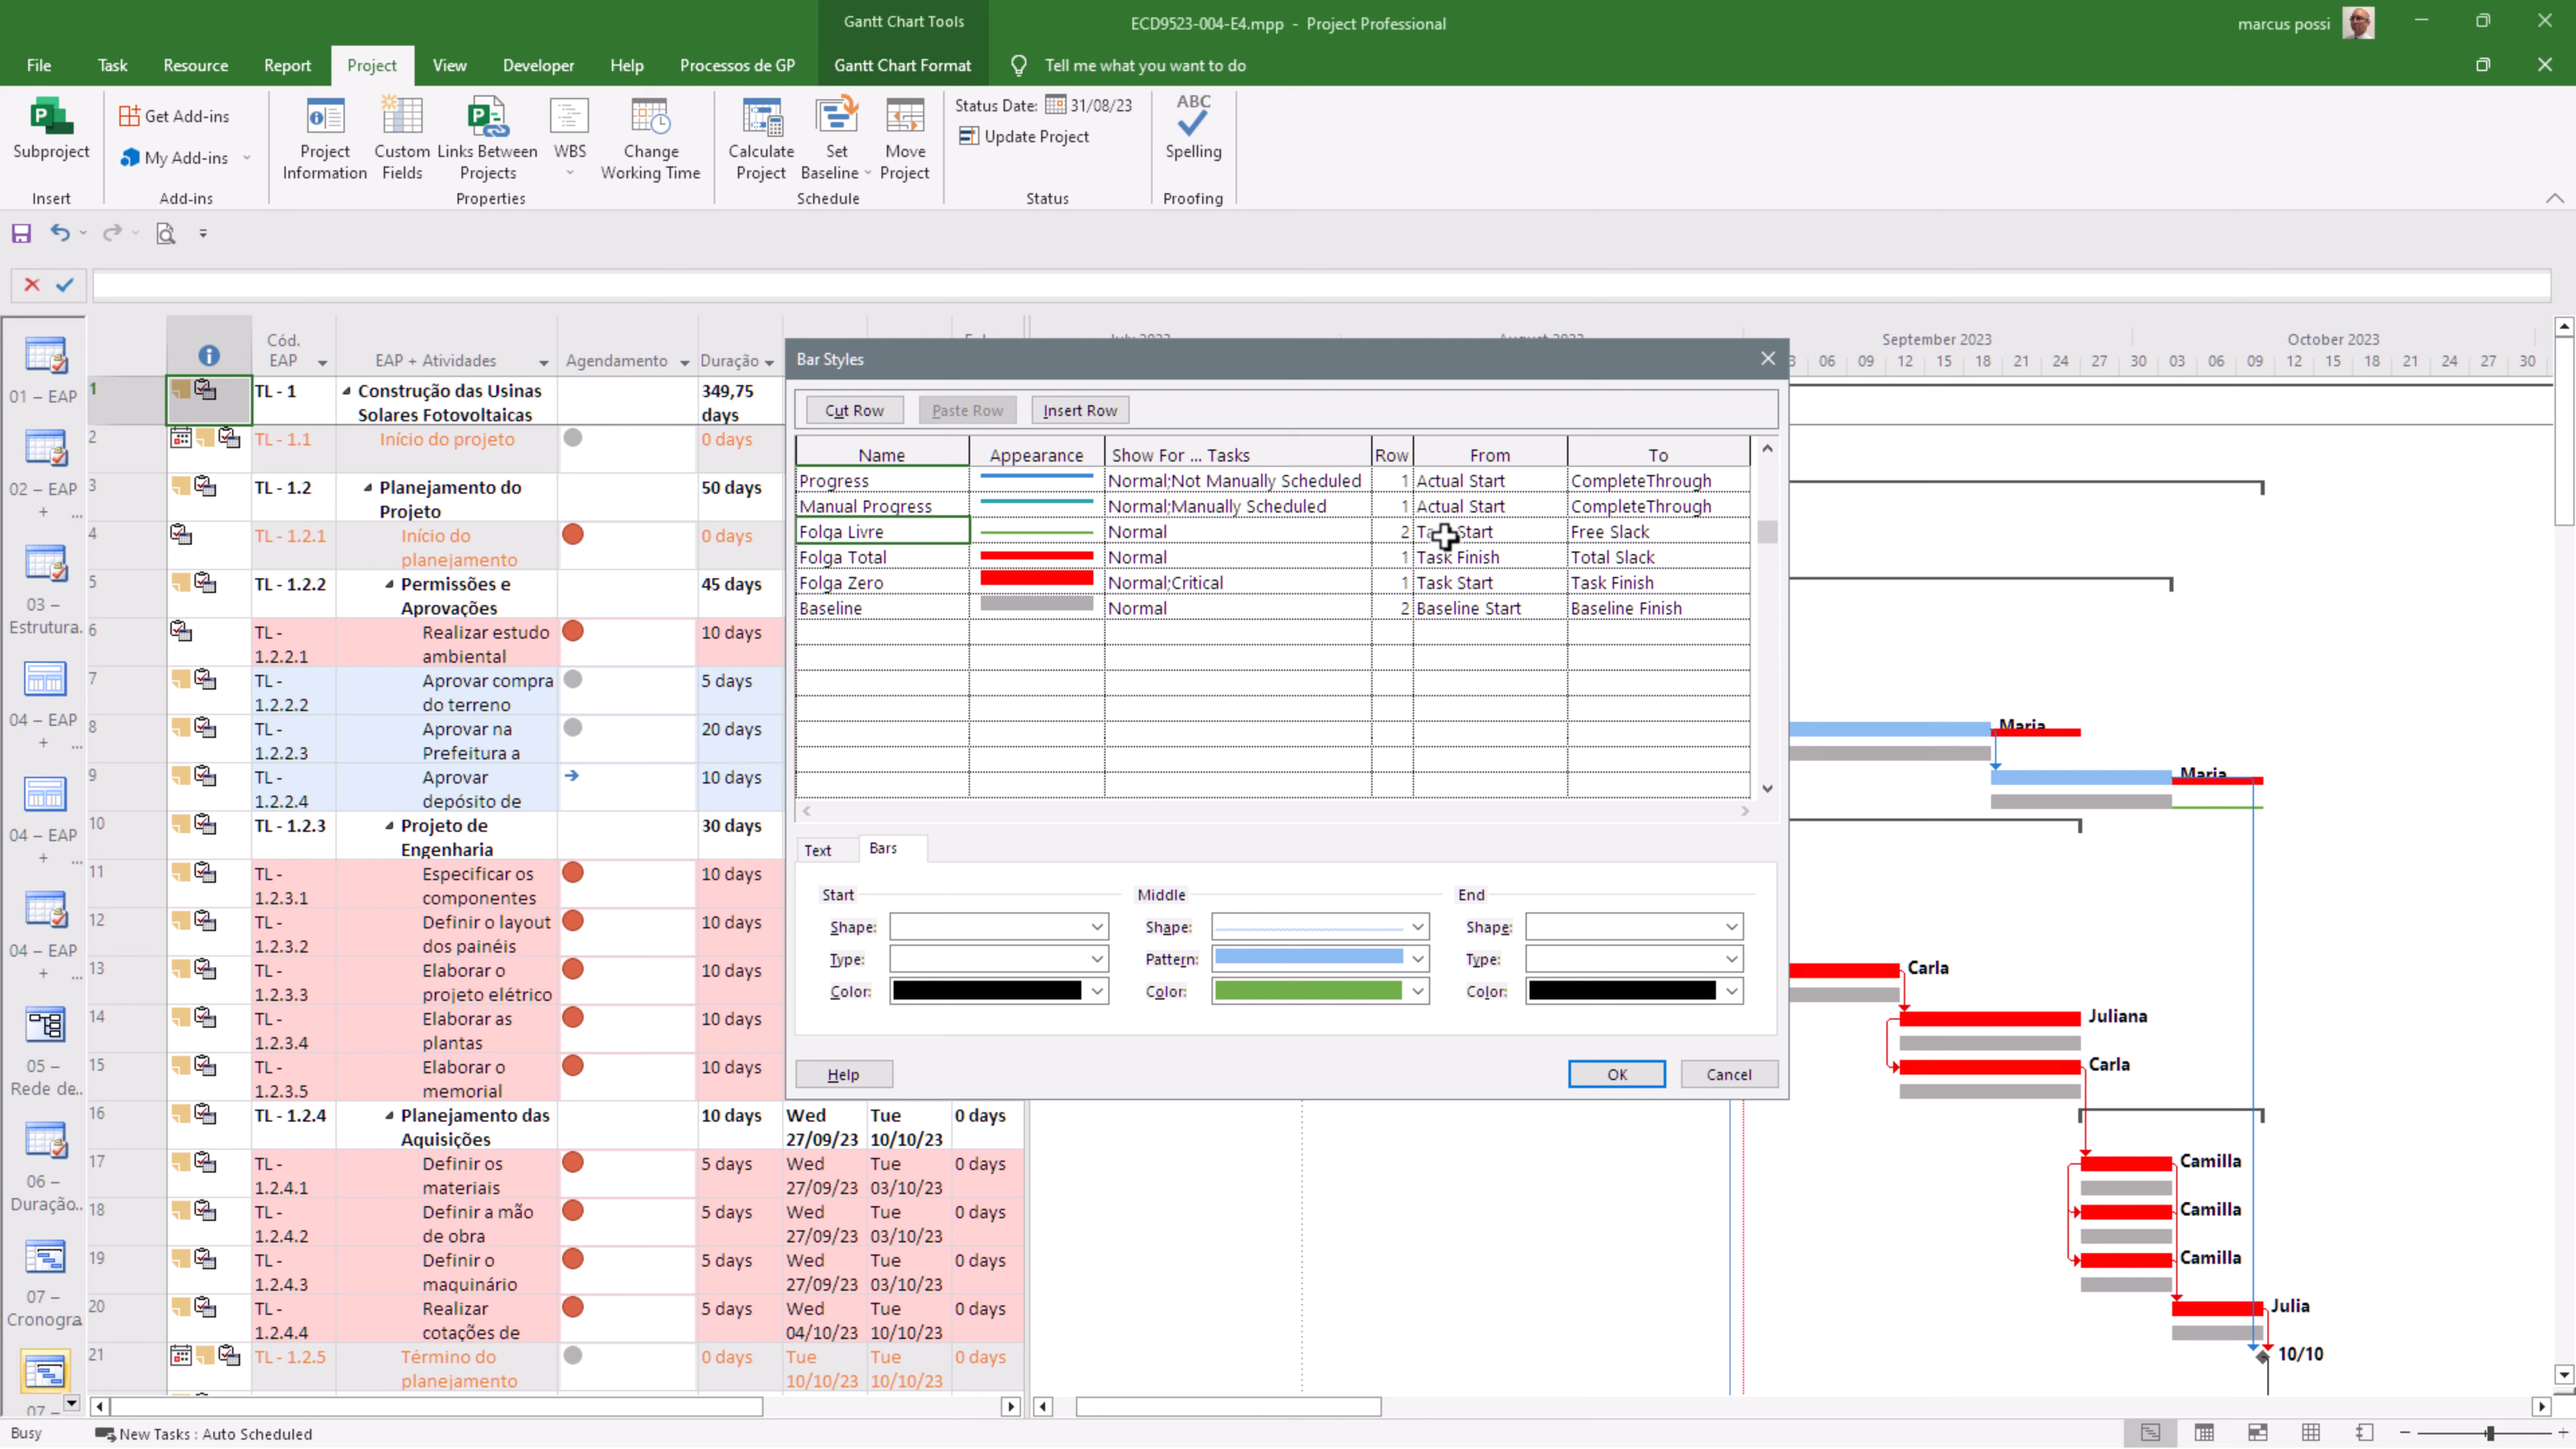 Gantt Chart Tools
ECD9523-004-E4.mpp - Project Professional
marcus possi
File Task Resource Report Project View Developer Help Processos de GP Gantt Chart Format Tell me what you want to do
Subproject
Get Add-ins
My Add-ins
Project Information
Custom Fields
Links Between Projects
WBS
Change Working Time
Calculate Project
Set Baseline
Move Project
Status Date: 31/08/23
Update Project
ABC
Spelling
Insert Add-ins Properties Schedule Status Proofing
Cód. EAP
EAP + Atividades
Agendamento
Duração
September 2023
October 2023
06 09 12 15 18 21 24 27 30 03 06 09 12 15 18 21 24 27 30
01 – EAP
02 – EAP
+ ...
03 –
Estrutura.
04 – EAP
+ ...
04 – EAP
+ ...
04 – EAP
+ ...
05 –
Rede de..
06 –
Duração..
07 –
Cronogra
07 –
1 TL - 1 Construção das Usinas Solares Fotovoltaicas 349,75 days
2 TL - 1.1 Início do projeto 0 days
3 TL - 1.2 Planejamento do Projeto 50 days
4 TL - 1.2.1 Início do planejamento 0 days
5 TL - 1.2.2 Permissões e Aprovações 45 days
6 TL - 1.2.2.1 Realizar estudo ambiental 10 days
7 TL - 1.2.2.2 Aprovar compra do terreno 5 days
8 TL - 1.2.2.3 Aprovar na Prefeitura a 20 days
9 TL - 1.2.2.4 Aprovar depósito de 10 days
10 TL - 1.2.3 Projeto de Engenharia 30 days
11 TL - 1.2.3.1 Especificar os componentes 10 days
12 TL - 1.2.3.2 Definir o layout dos painéis 10 days
13 TL - 1.2.3.3 Elaborar o projeto elétrico 10 days
14 TL - 1.2.3.4 Elaborar as plantas 10 days
15 TL - 1.2.3.5 Elaborar o memorial 10 days
16 TL - 1.2.4 Planejamento das Aquisições 10 days Wed 27/09/23 Tue 10/10/23 0 days
17 TL - 1.2.4.1 Definir os materiais 5 days Wed 27/09/23 Tue 03/10/23 0 days
18 TL - 1.2.4.2 Definir a mão de obra 5 days Wed 27/09/23 Tue 03/10/23 0 days
19 TL - 1.2.4.3 Definir o maquinário 5 days Wed 27/09/23 Tue 03/10/23 0 days
20 TL - 1.2.4.4 Realizar cotações de 5 days Wed 04/10/23 Tue 10/10/23 0 days
21 TL - 1.2.5 Término do planejamento 0 days Tue 10/10/23 Tue 10/10/23 0 days
Bar Styles
Cut Row Paste Row Insert Row
Name Appearance Show For ... Tasks Row From To
Progress Normal;Not Manually Scheduled 1 Actual Start CompleteThrough
Manual Progress Normal;Manually Scheduled 1 Actual Start CompleteThrough
Folga Livre Normal 2 Start Free Slack
Folga Total Normal 1 Task Finish Total Slack
Folga Zero Normal;Critical 1 Task Start Task Finish
Baseline Normal 2 Baseline Start Baseline Finish
Text Bars
Start Middle End
Shape: Shape: Shape:
Type: Pattern: Type:
Color: Color: Color:
Help OK Cancel
Maria
Maria
Carla
Juliana
Carla
Camilla
Camilla
Camilla
Julia
10/10
Busy New Tasks : Auto Scheduled